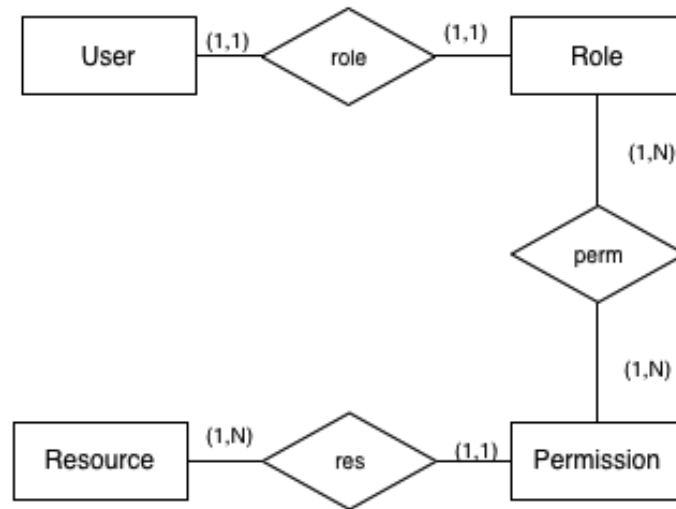 User
(1,1)
role
(1,1)
Role
(1,N)
perm
(1,N)
Resource
(1,N)
res
(1,1)
Permission